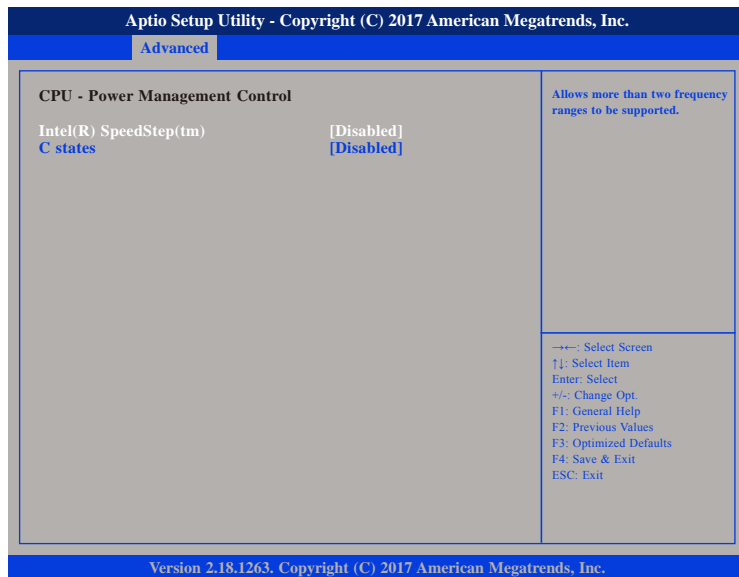 Aptio Setup Utility - Copyright (C) 2017 American Megatrends, Inc.
Advanced
CPU - Power Management Control
Intel(R) SpeedStep(tm) [Disabled]
C states [Disabled]
Allows more than two frequency
ranges to be supported.
→←: Select Screen
↑↓: Select Item
Enter: Select
+/-: Change Opt.
F1: General Help
F2: Previous Values
F3: Optimized Defaults
F4: Save & Exit
ESC: Exit
Version 2.18.1263. Copyright (C) 2017 American Megatrends, Inc.